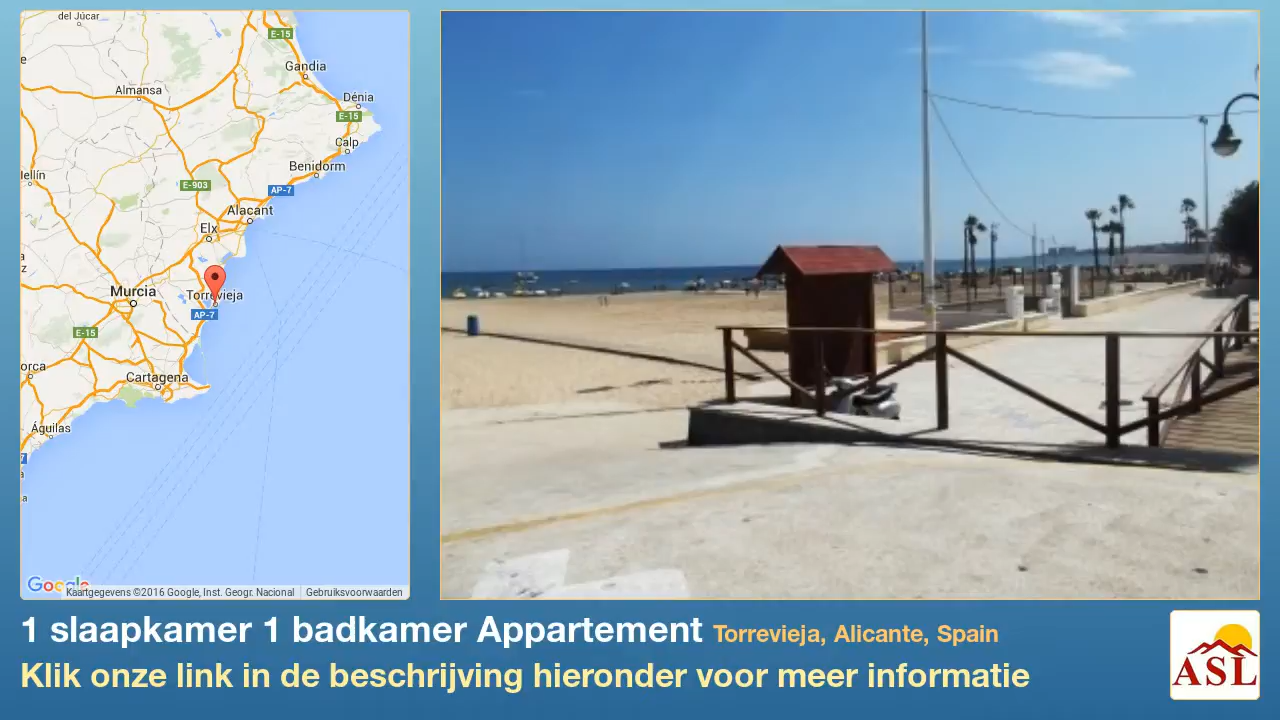 del Júcar
E-15
Gandia
Almansa
Dénia
E-15
Calp
ellín
Benidorm
E-903
AP-7
Alacant
Elx
Murcia
Torrevieja
AP-7
E-15
orca
Cartagena
Águilas
Google
Kaartgegevens ©2016 Google, Inst. Geogr. Nacional
Gebruiksvoorwaarden
1 slaapkamer 1 badkamer Appartement Torrevieja, Alicante, Spain
Klik onze link in de beschrijving hieronder voor meer informatie
ASL